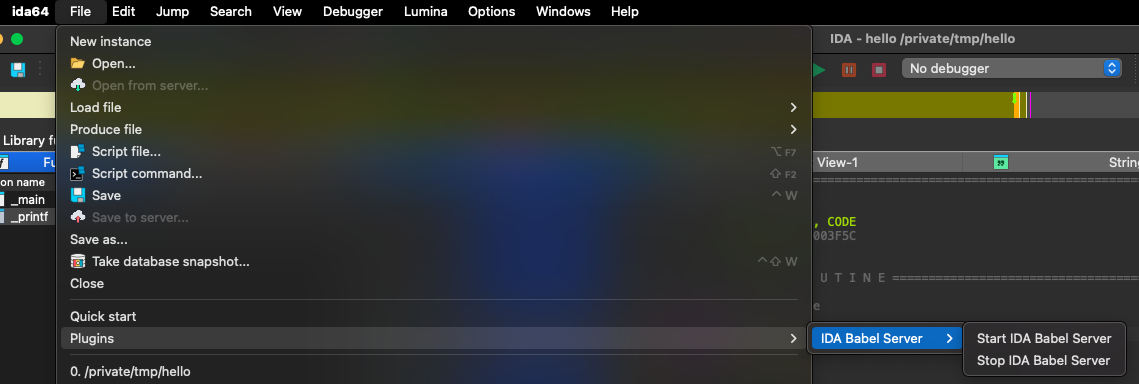 ida64 File Edit Jump Search View Debugger Lumina Options Windows Help
IDA - hello /private/tmp/hello
New instance
Open...
No debugger
Open from server...
Load file
Produce file
Library fu
Script file... ⌥ F7
Fu
View-1
String
Script command... ⇧ F2
on name
Save ^ W
_main
Save to server...
_printf
, CODE
Save as...
003F5C
Take database snapshot... ^ ⇧ W
U T I N E
Close
Quick start
Plugins
IDA Babel Server
Start IDA Babel Server
Stop IDA Babel Server
0. /private/tmp/hello